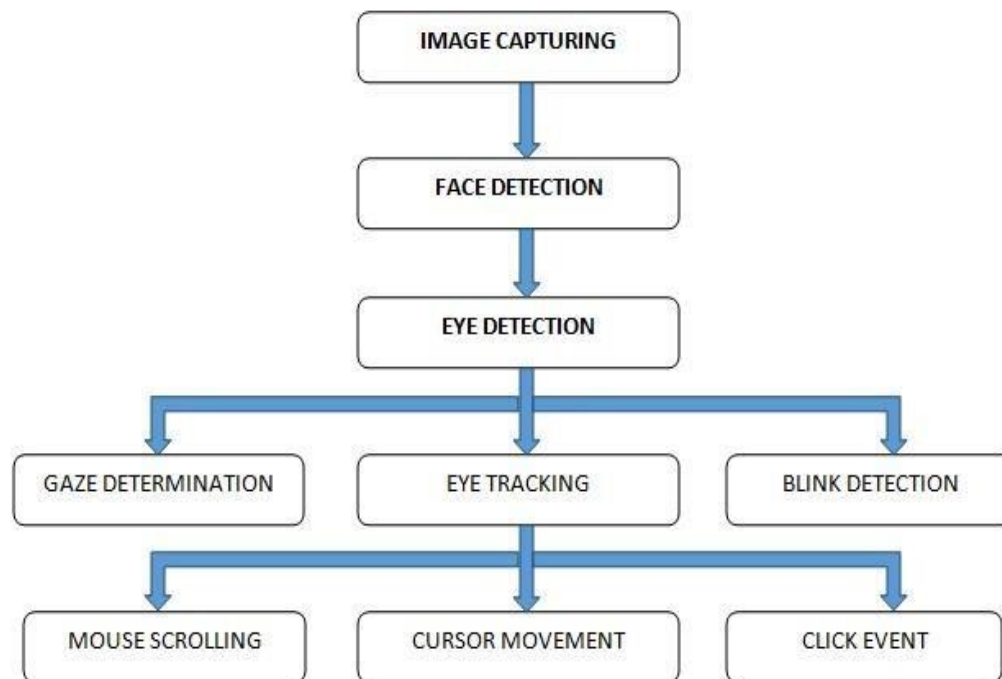 IMAGE CAPTURING
FACE DETECTION
EYE DETECTION
GAZE DETERMINATION
EYE TRACKING
BLINK DETECTION
MOUSE SCROLLING
CURSOR MOVEMENT
CLICK EVENT